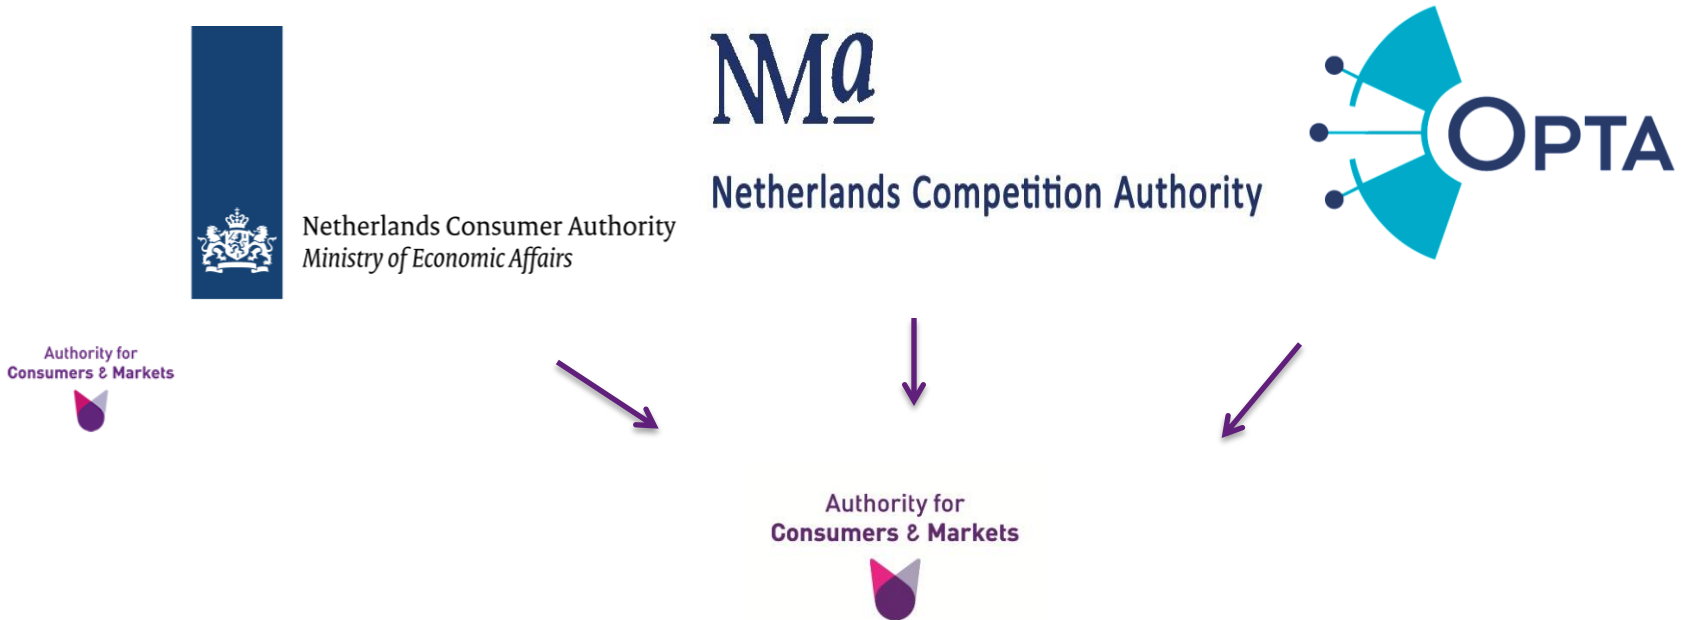 NMa
Netherlands Competition Authority
OPTA
Netherlands Consumer Authority
Ministry of Economic Affairs
Authority for
Consumers & Markets
Authority for
Consumers & Markets